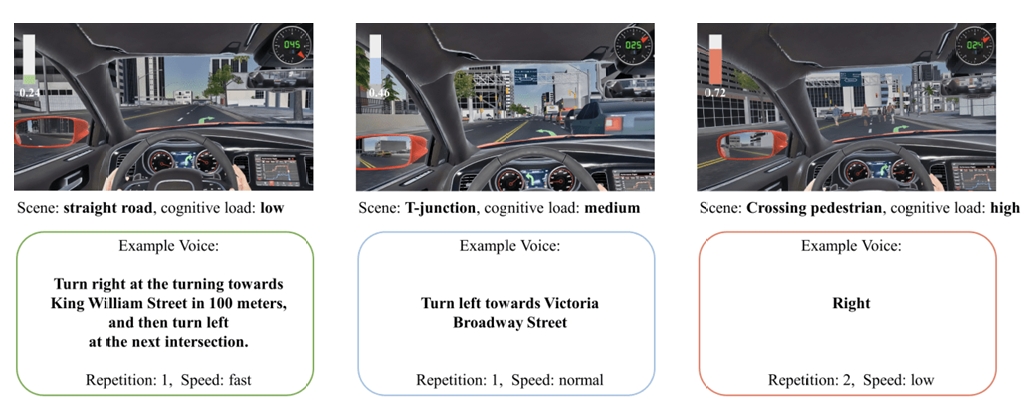 045
0.24
025
0.46
024
0.72
Scene: straight road, cognitive load: low
Scene: T-junction, cognitive load: medium
Scene: Crossing pedestrian, cognitive load: high
Example Voice:
Turn right at the turning towards
King William Street in 100 meters,
and then turn left
at the next intersection.
Repetition: 1, Speed: fast
Example Voice:
Turn left towards Victoria
Broadway Street
Repetition: 1, Speed: normal
Example Voice:
Right
Repetition: 2, Speed: low